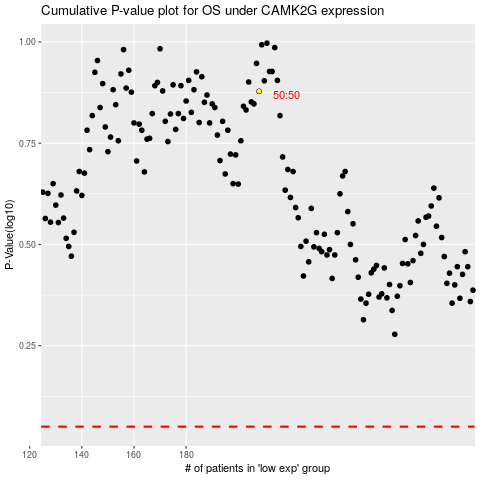 Cumulative P-value plot for OS under CAMK2G expression
1.00
0.75
0.50
0.25
50:50
P-Value(log10)
120 140 160 180
# of patients in 'low exp' group